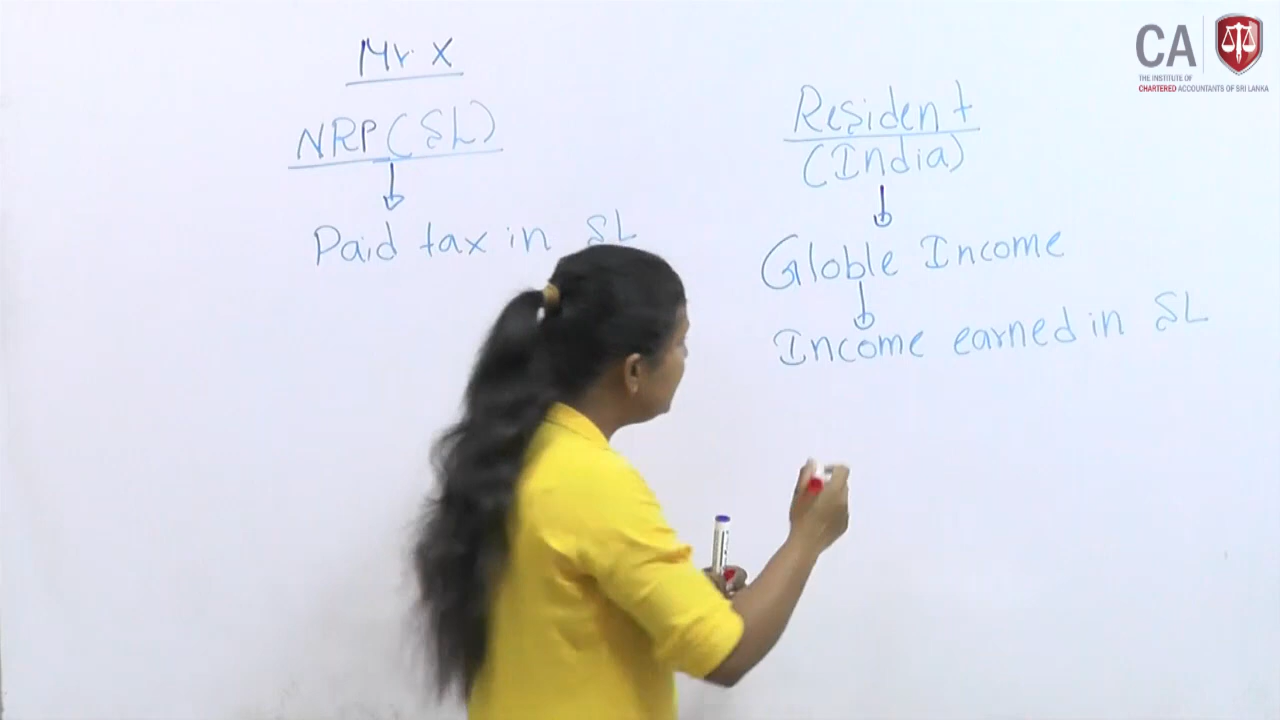 Mr. X
NRP (SL)
Paid tax in SL
Resident
(India)
Globle Income
Income earned in SL
CA
THE INSTITUTE OF
CHARTERED ACCOUNTANTS OF SRI LANKA